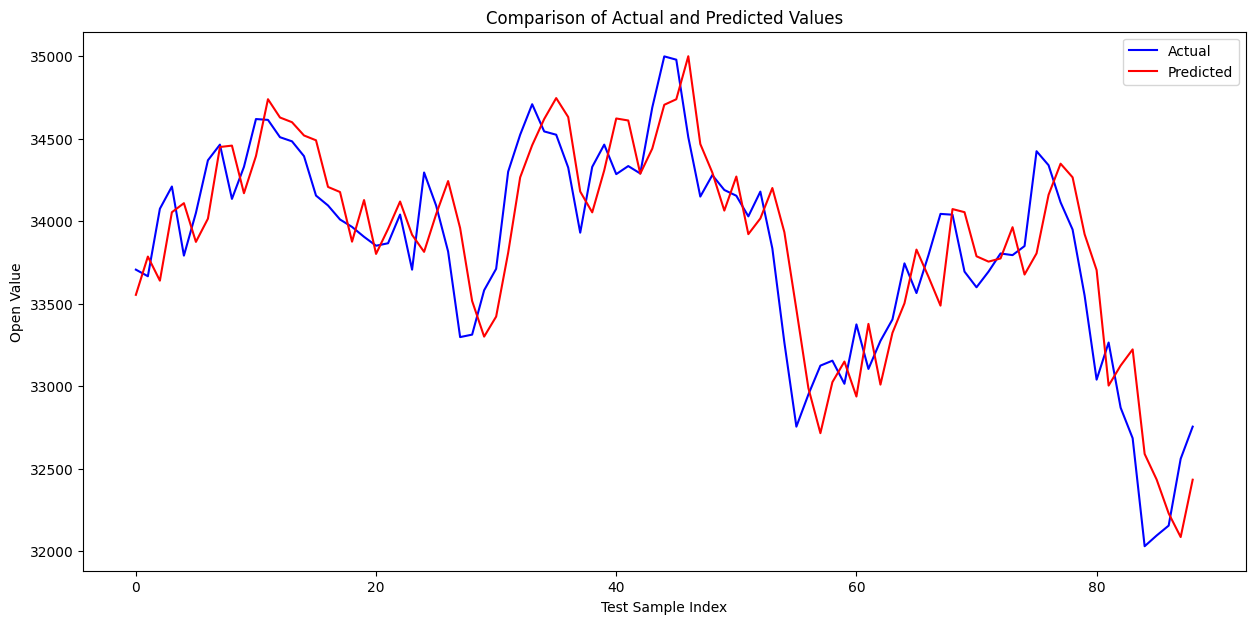 Comparison of Actual and Predicted Values
Actual
Predicted
Open Value
35000
34500
34000
33500
33000
32500
32000
0
20
40
60
80
Test Sample Index